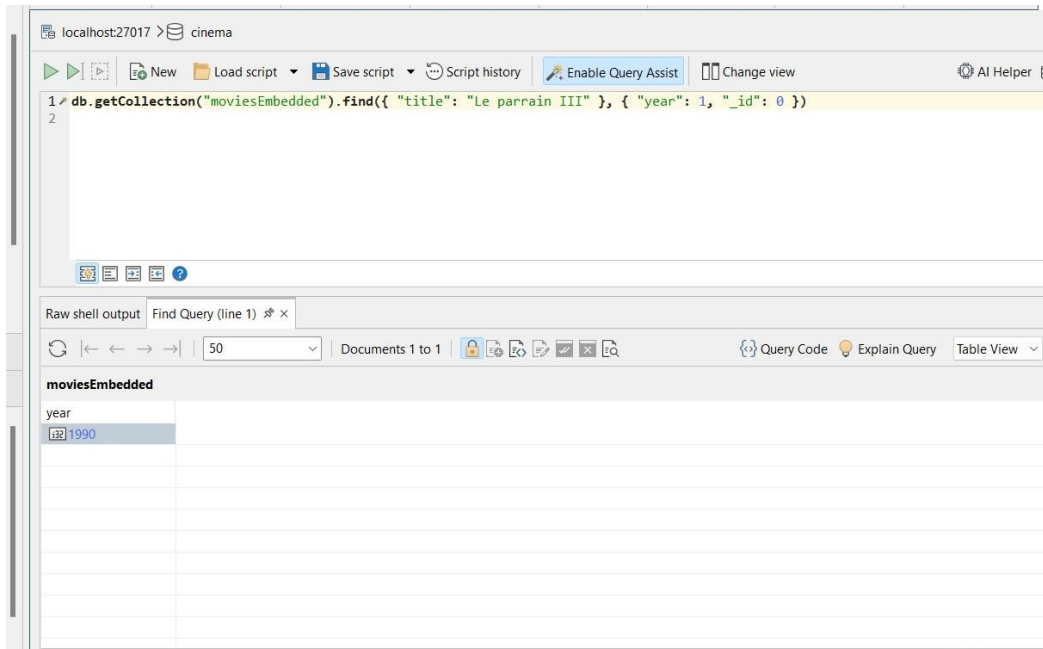 localhost:27017 > cinema
New Load script Save script Script history Enable Query Assist Change view AI Helper
1 db.getCollection("moviesEmbedded").find({ "title": "Le parrain III" }, { "year": 1, "_id": 0 })
2
Raw shell output Find Query (line 1) ×
50 Documents 1 to 1 Query Code Explain Query Table View
moviesEmbedded
year
i32 1990